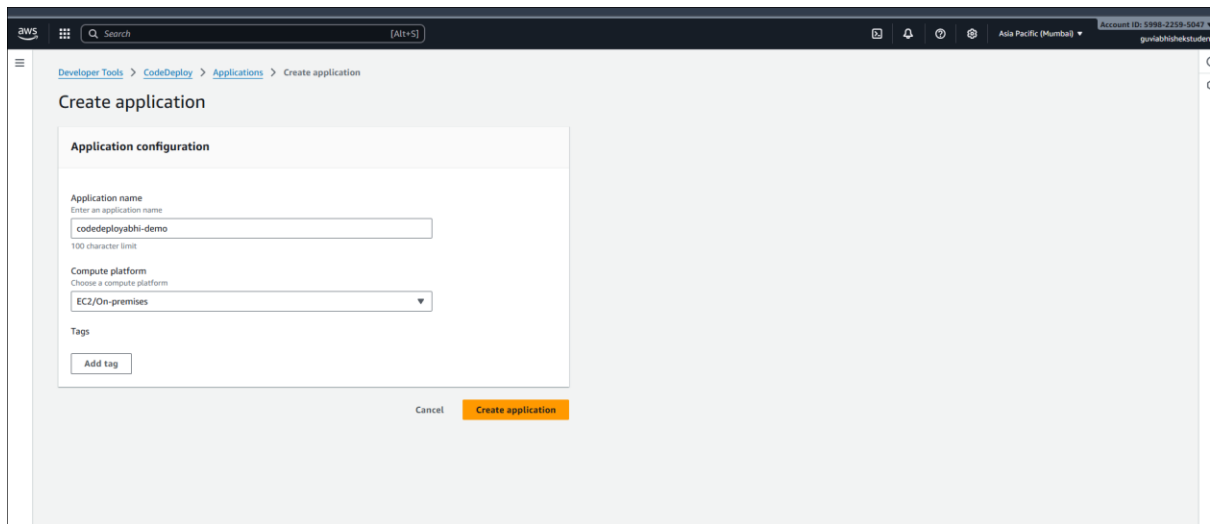 aws
Search [Alt+S]
Asia Pacific (Mumbai)
Account ID: 5998-2259-5047
guviabhishekstuden
Developer Tools > CodeDeploy > Applications > Create application
Create application
Application configuration
Application name
Enter an application name
codedeployabhi-demo
100 character limit
Compute platform
Choose a compute platform
EC2/On-premises
Tags
Add tag
Cancel
Create application